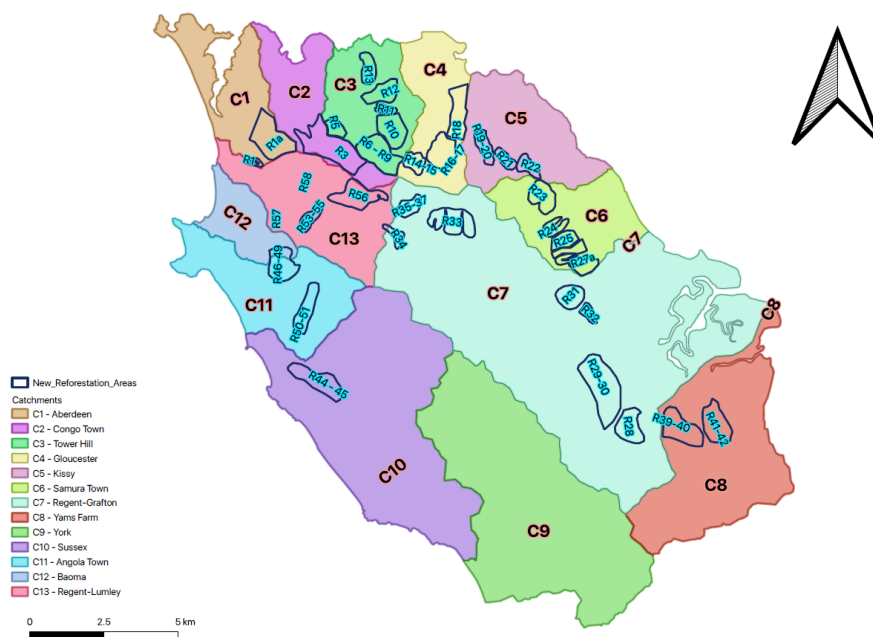 R13
C3
C4
R12
C1
C2
R11
R18
C5
R5
R10
R19-20
R1a
R3
R6 - R9
R16-17
R21
R22
R14-15
R58
R56
R23
R35-37
C12
R57
R53-55
R33
R24
C6
R25
C7
C13
R34
R46-49
R27a
C7
R31
C11
R50-51
R32
C8
R44 - 45
R29-30
R28
R39-40
R41-42
C10
C8
C9
New_Reforestation_Areas
Catchments
C1 - Aberdeen
C2 - Congo Town
C3 - Tower Hill
C4 - Gloucester
C5 - Kissy
C6 - Samura Town
C7 - Regent-Grafton
C8 - Yams Farm
C9 - York
C10 - Sussex
C11 - Angola Town
C12 - Baoma
C13 - Regent-Lumley
0 2.5 5 km